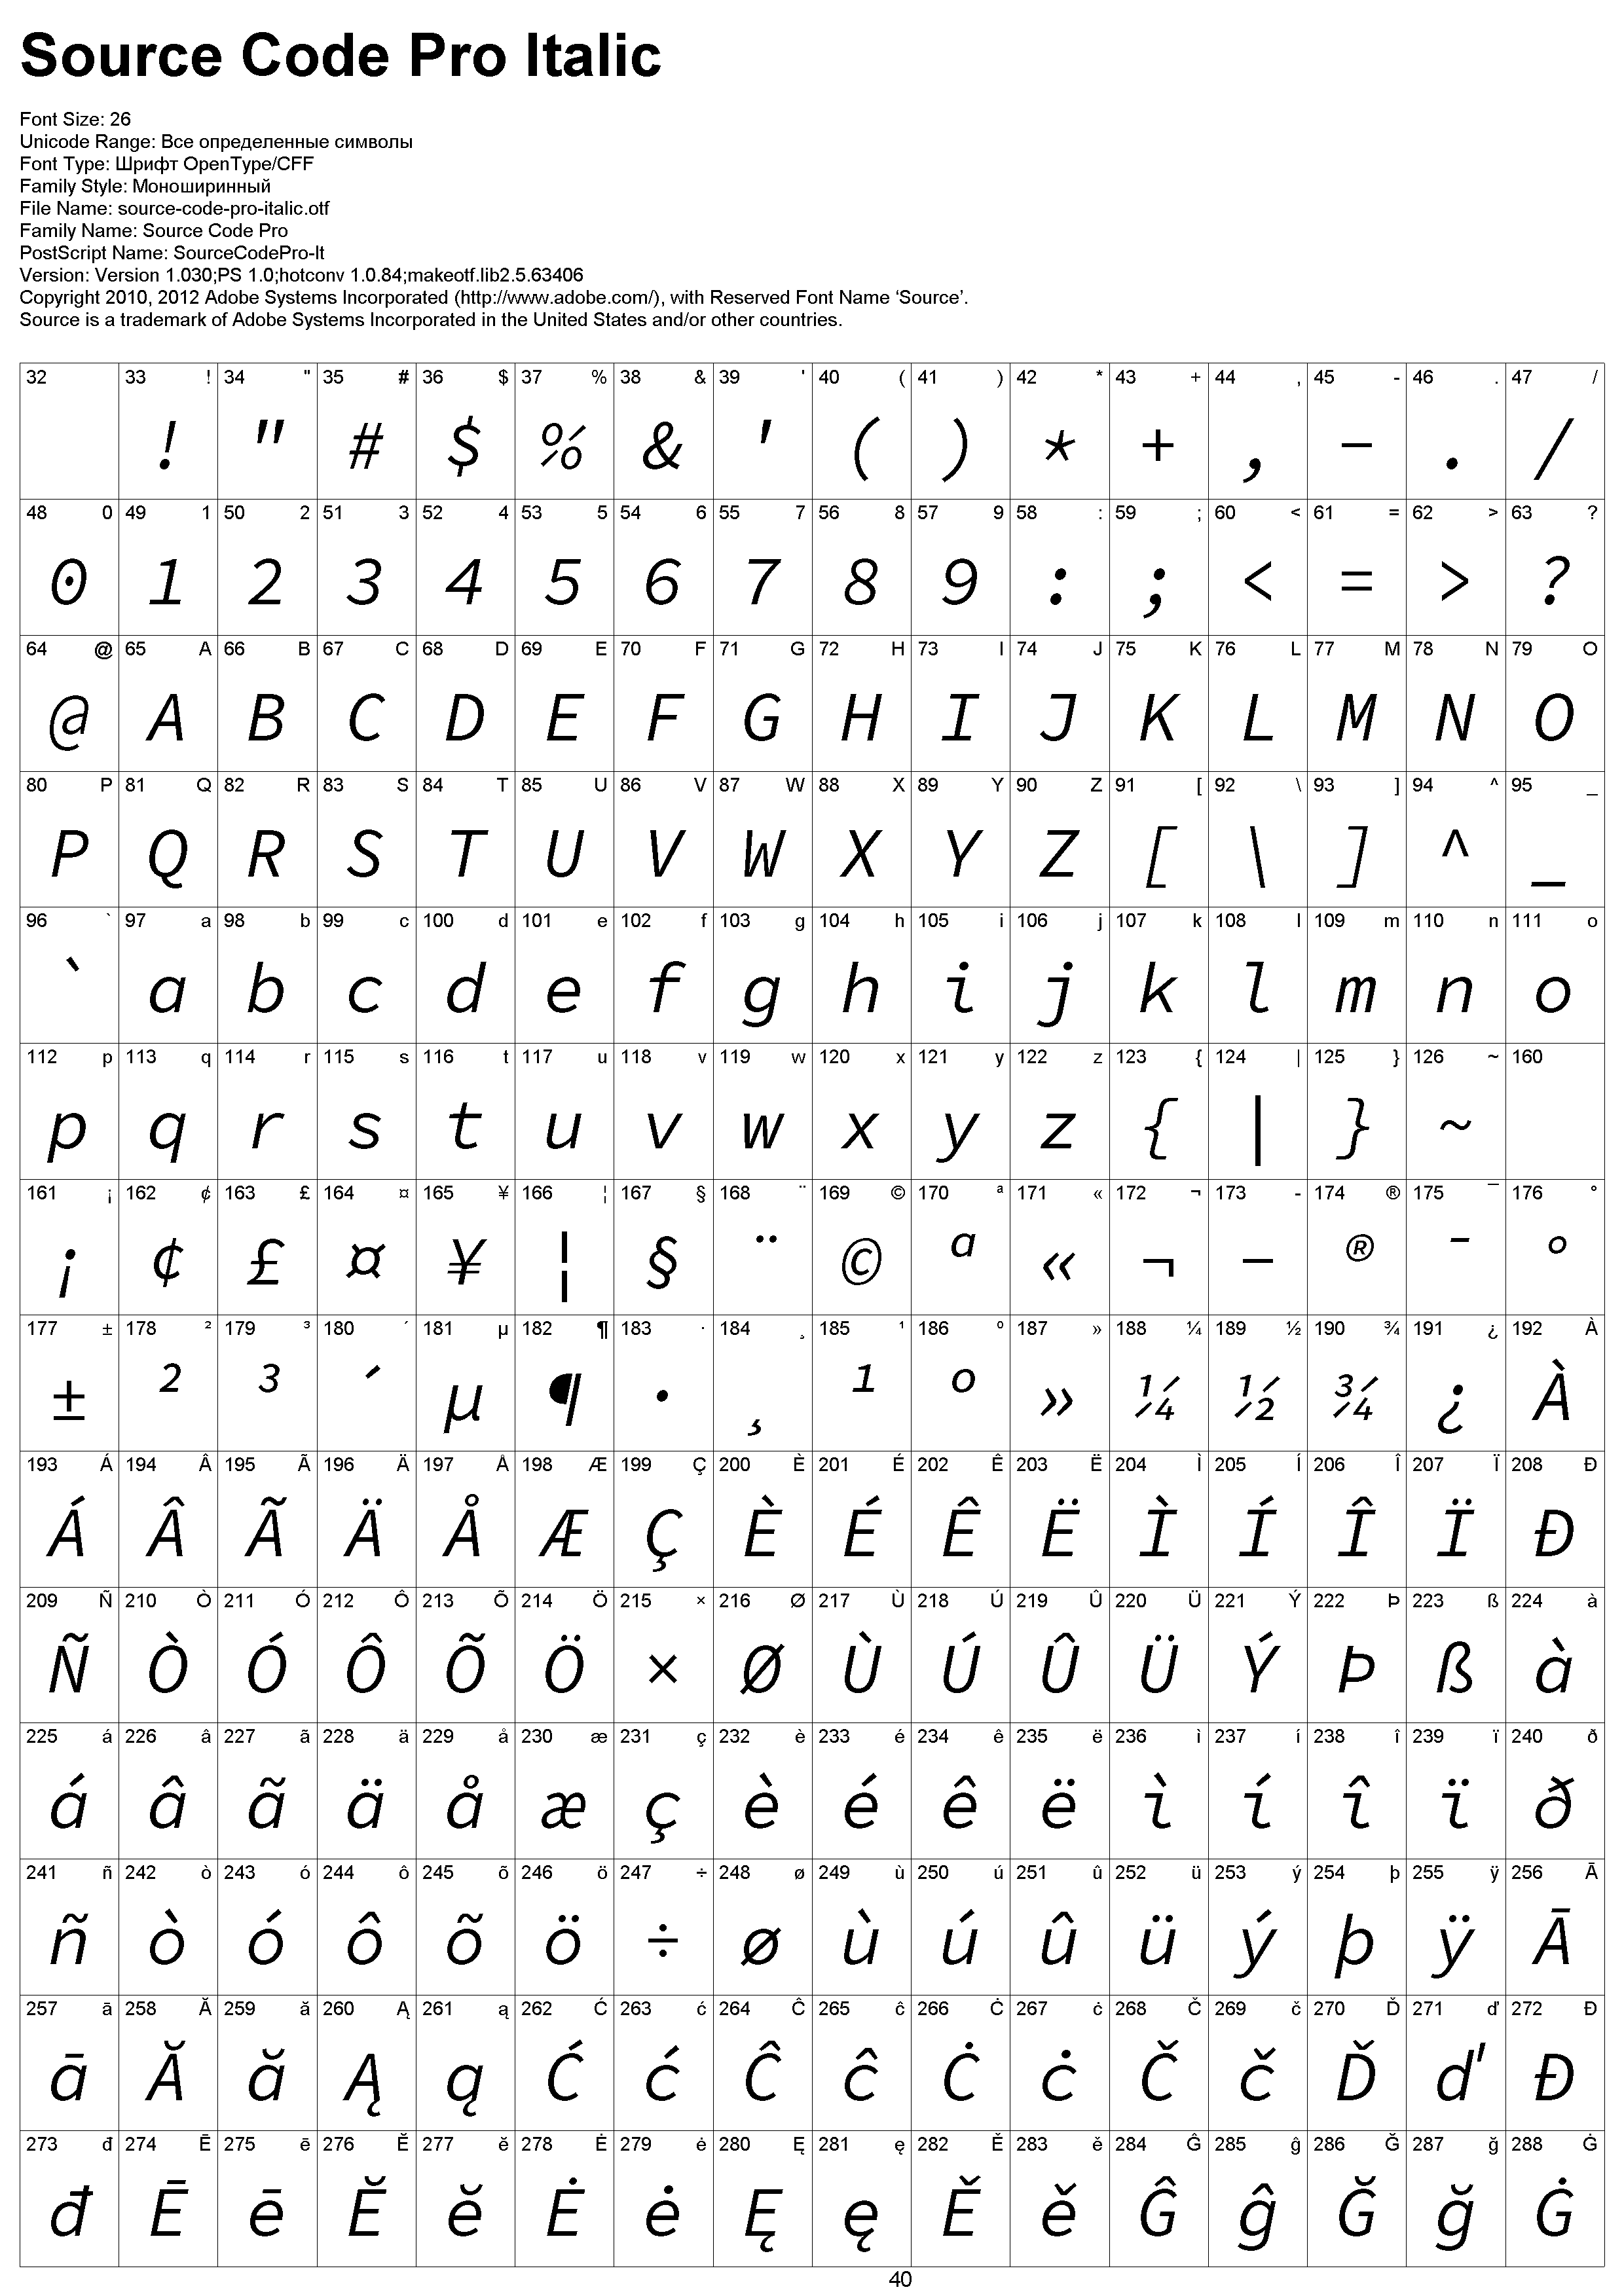 Source Code Pro Italic
Font Size: 26
Unicode Range: Все определенные символы
Font Type: Шрифт OpenType/CFF
Family Style: Моноширинный
File Name: source-code-pro-italic.otf
Family Name: Source Code Pro
PostScript Name: SourceCodePro-It
Version: Version 1.030;PS 1.0;hotconv 1.0.84;makeotf.lib2.5.63406
Copyright 2010, 2012 Adobe Systems Incorporated (http://www.adobe.com/), with Reserved Font Name ‘Source’.
Source is a trademark of Adobe Systems Incorporated in the United States and/or other countries.
32 33 ! 34 " 35 # 36 $ 37 % 38 & 39 ' 40 ( 41 ) 42 * 43 + 44 , 45 - 46 . 47 /
! " # $ % & ' ( ) * + , - . /
48 0 49 1 50 2 51 3 52 4 53 5 54 6 55 7 56 8 57 9 58 : 59 ; 60 < 61 = 62 > 63 ?
0 1 2 3 4 5 6 7 8 9 : ; < = > ?
64 @ 65 A 66 B 67 C 68 D 69 E 70 F 71 G 72 H 73 I 74 J 75 K 76 L 77 M 78 N 79 O
@ A B C D E F G H I J K L M N O
80 P 81 Q 82 R 83 S 84 T 85 U 86 V 87 W 88 X 89 Y 90 Z 91 [ 92 \ 93 ] 94 ^ 95 _
P Q R S T U V W X Y Z [ \ ] ^ _
96 ` 97 a 98 b 99 c 100 d 101 e 102 f 103 g 104 h 105 i 106 j 107 k 108 l 109 m 110 n 111 o
` a b c d e f g h i j k l m n o
112 p 113 q 114 r 115 s 116 t 117 u 118 v 119 w 120 x 121 y 122 z 123 { 124 | 125 } 126 ~ 160
p q r s t u v w x y z { | } ~
161 ¡ 162 ¢ 163 £ 164 ¤ 165 ¥ 166 ¦ 167 § 168 ¨ 169 © 170 ª 171 « 172 ¬ 173 - 174 ® 175 ¯ 176 °
¡ ¢ £ ¤ ¥ ¦ § ¨ © ª « ¬ - ® ¯ °
177 ± 178 ² 179 ³ 180 ´ 181 µ 182 ¶ 183 · 184 ¸ 185 ¹ 186 º 187 » 188 ¼ 189 ½ 190 ¾ 191 ¿ 192 À
± ² ³ ´ µ ¶ · ¸ ¹ º » ¼ ½ ¾ ¿ À
193 Á 194 Â 195 Ã 196 Ä 197 Å 198 Æ 199 Ç 200 È 201 É 202 Ê 203 Ë 204 Ì 205 Í 206 Î 207 Ï 208 Ð
Á Â Ã Ä Å Æ Ç È É Ê Ë Ì Í Î Ï Ð
209 Ñ 210 Ò 211 Ó 212 Ô 213 Õ 214 Ö 215 × 216 Ø 217 Ù 218 Ú 219 Û 220 Ü 221 Ý 222 Þ 223 ß 224 à
Ñ Ò Ó Ô Õ Ö × Ø Ù Ú Û Ü Ý Þ ß à
225 á 226 â 227 ã 228 ä 229 å 230 æ 231 ç 232 è 233 é 234 ê 235 ë 236 ì 237 í 238 î 239 ï 240 ð
á â ã ä å æ ç è é ê ë ì í î ï ð
241 ñ 242 ò 243 ó 244 ô 245 õ 246 ö 247 ÷ 248 ø 249 ù 250 ú 251 û 252 ü 253 ý 254 þ 255 ÿ 256 Ā
ñ ò ó ô õ ö ÷ ø ù ú û ü ý þ ÿ Ā
257 ā 258 Ă 259 ă 260 Ą 261 ą 262 Ć 263 ć 264 Ĉ 265 ĉ 266 Ċ 267 ċ 268 Č 269 č 270 Ď 271 ď 272 Đ
ā Ă ă Ą ą Ć ć Ĉ ĉ Ċ ċ Č č Ď ď Đ
273 đ 274 Ē 275 ē 276 Ĕ 277 ĕ 278 Ė 279 ė 280 Ę 281 ę 282 Ě 283 ě 284 Ĝ 285 ĝ 286 Ğ 287 ğ 288 Ġ
đ Ē ē Ĕ ĕ Ė ė Ę ę Ě ě Ĝ ĝ Ğ ğ Ġ
40